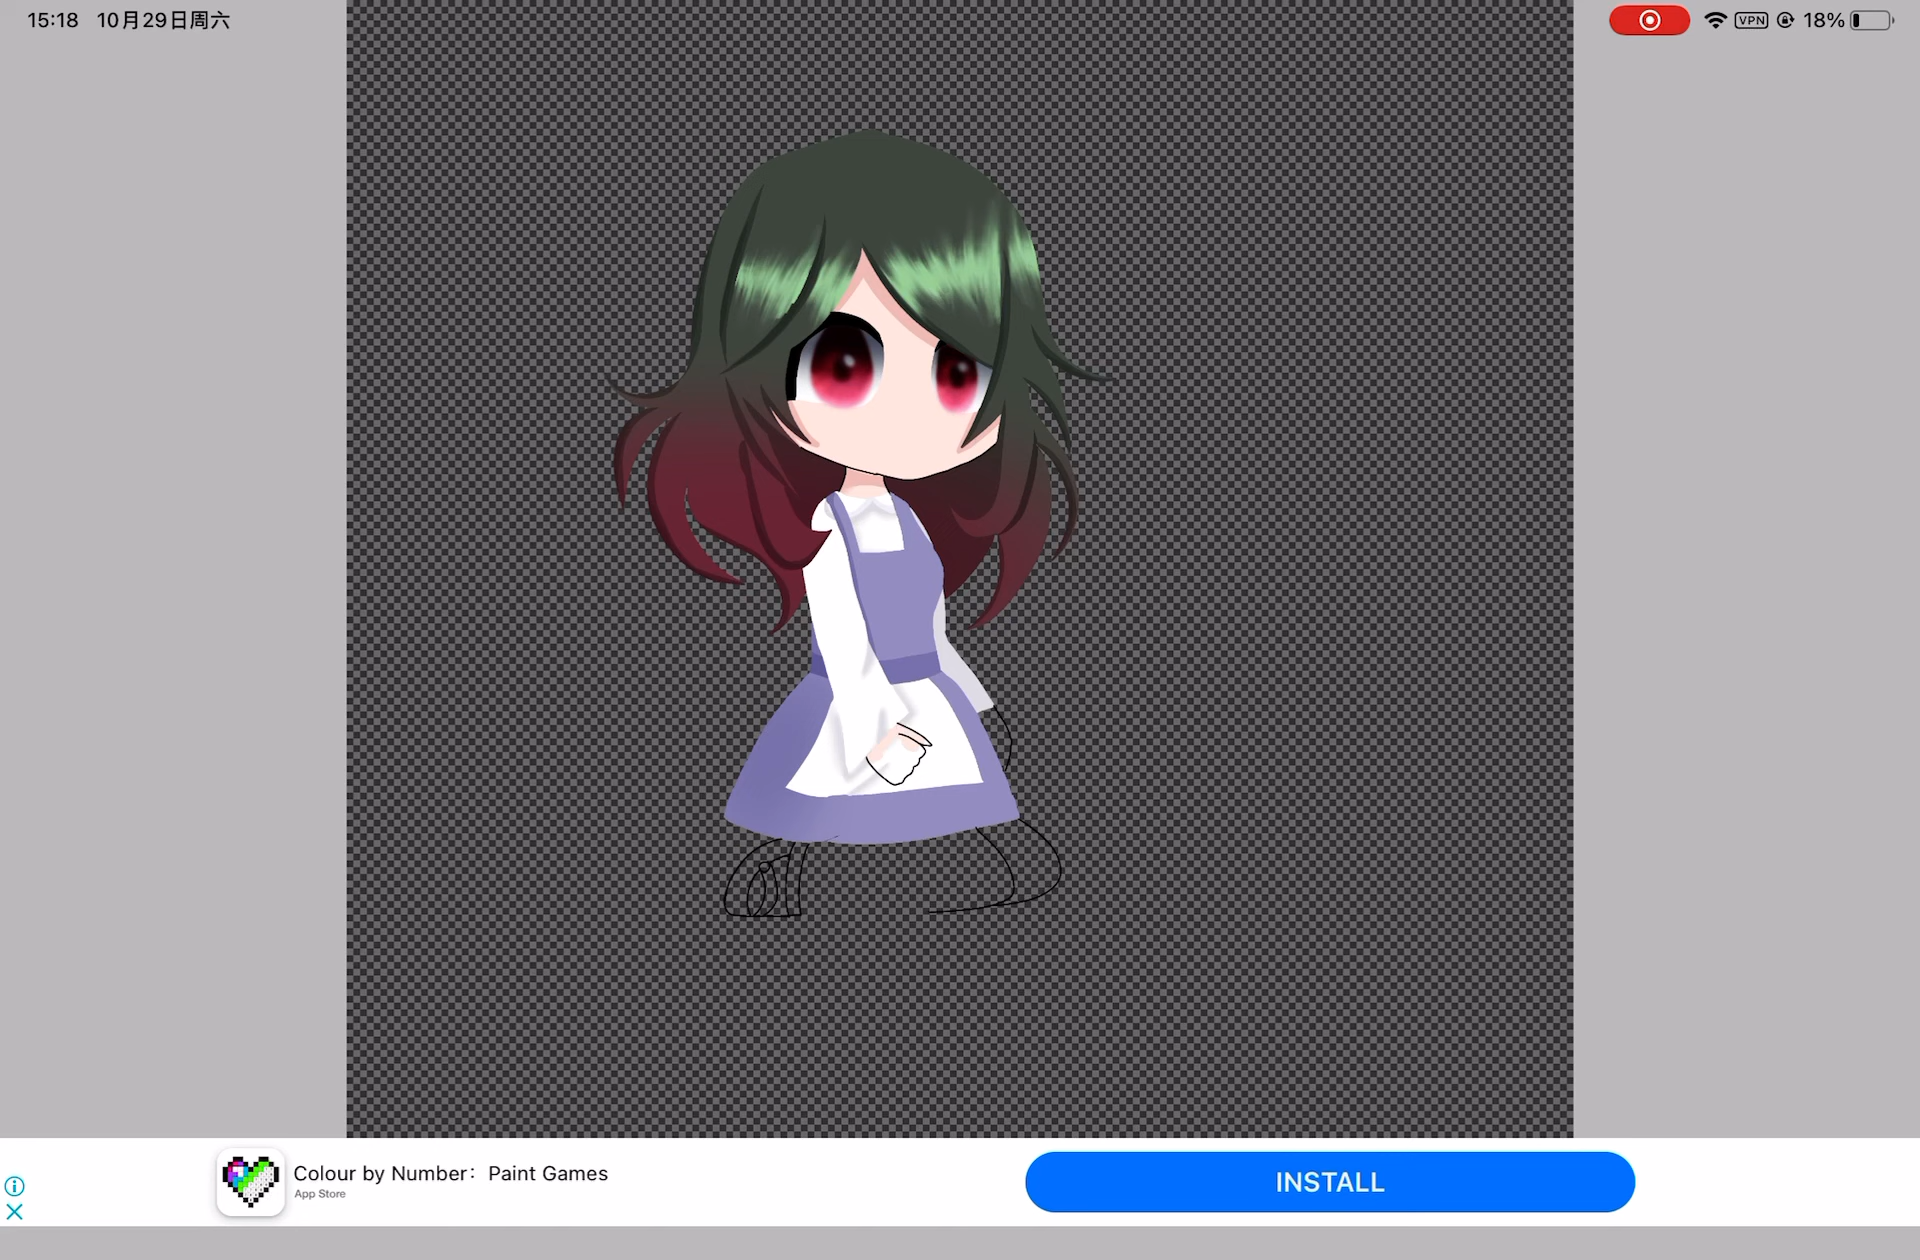 15:18 10月29日周六
VPN 18%
Colour by Number: Paint Games
App Store
INSTALL